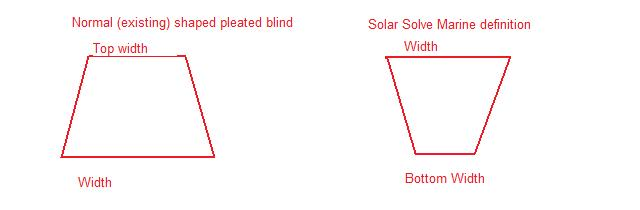 Normal (existing) shaped pleated blind
Top width
Width
Solar Solve Marine definition
Width
Bottom Width